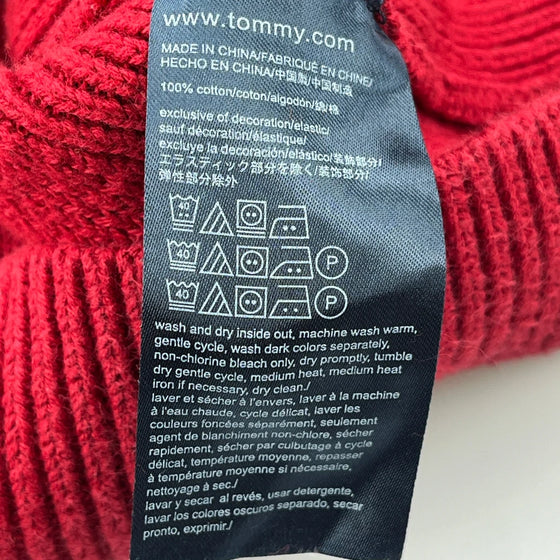 www.tommy.com
MADE IN CHINA/FABRIQUÉ EN CHINE/
HECHO EN CHINA/中国製/中国制造
100% cotton/coton/algodón/綿/棉
exclusive of decoration/elastic/
sauf décoration/élastique/
excluye la decoración/elástico/装飾部分/
エラスティック部分を除く/装饰部分/
弹性部分除外
40
40 P
40 P
wash and dry inside out, machine wash warm,
gentle cycle, wash dark colors separately,
non-chlorine bleach only, dry promptly, tumble
dry gentle cycle, medium heat, medium heat
iron if necessary, dry clean./
laver et sécher à l'envers, laver à la machine
à l'eau chaude, cycle délicat, laver les
couleurs foncées séparément, seulement
agent de blanchiment non-chlore, sécher
rapidement, sécher par culbutage à cycle
délicat, température moyenne, repasser
à température moyenne si nécessaire,
nettoyage à sec./
lavar y secar al revés, usar detergente,
lavar los colores oscuros separado, secar
pronto, exprimir./